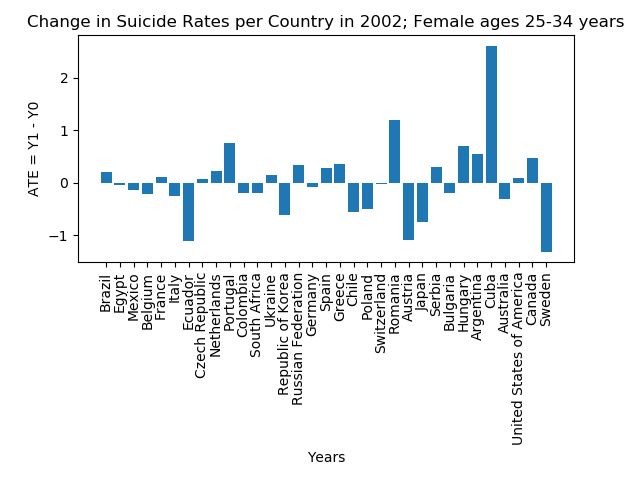 Change in Suicide Rates per Country in 2002; Female ages 25-34 years
ATE = Y1 - Y0
2
1
0
−1
Brazil
Egypt
Mexico
Belgium
France
Italy
Ecuador
Czech Republic
Netherlands
Portugal
Colombia
South Africa
Ukraine
Republic of Korea
Russian Federation
Germany
Spain
Greece
Chile
Poland
Switzerland
Romania
Austria
Japan
Serbia
Bulgaria
Hungary
Argentina
Cuba
Australia
United States of America
Canada
Sweden
Years